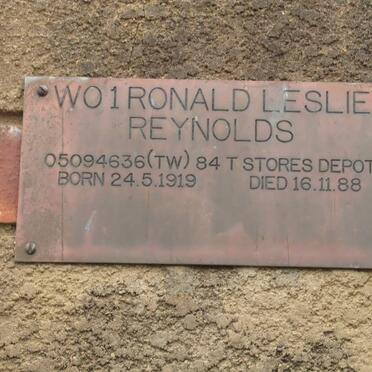 WO1 RONALD LESLIE
REYNOLDS
05094636(TW) 84 T STORES DEPOT
BORN 24.5.1919 DIED 16.11.88